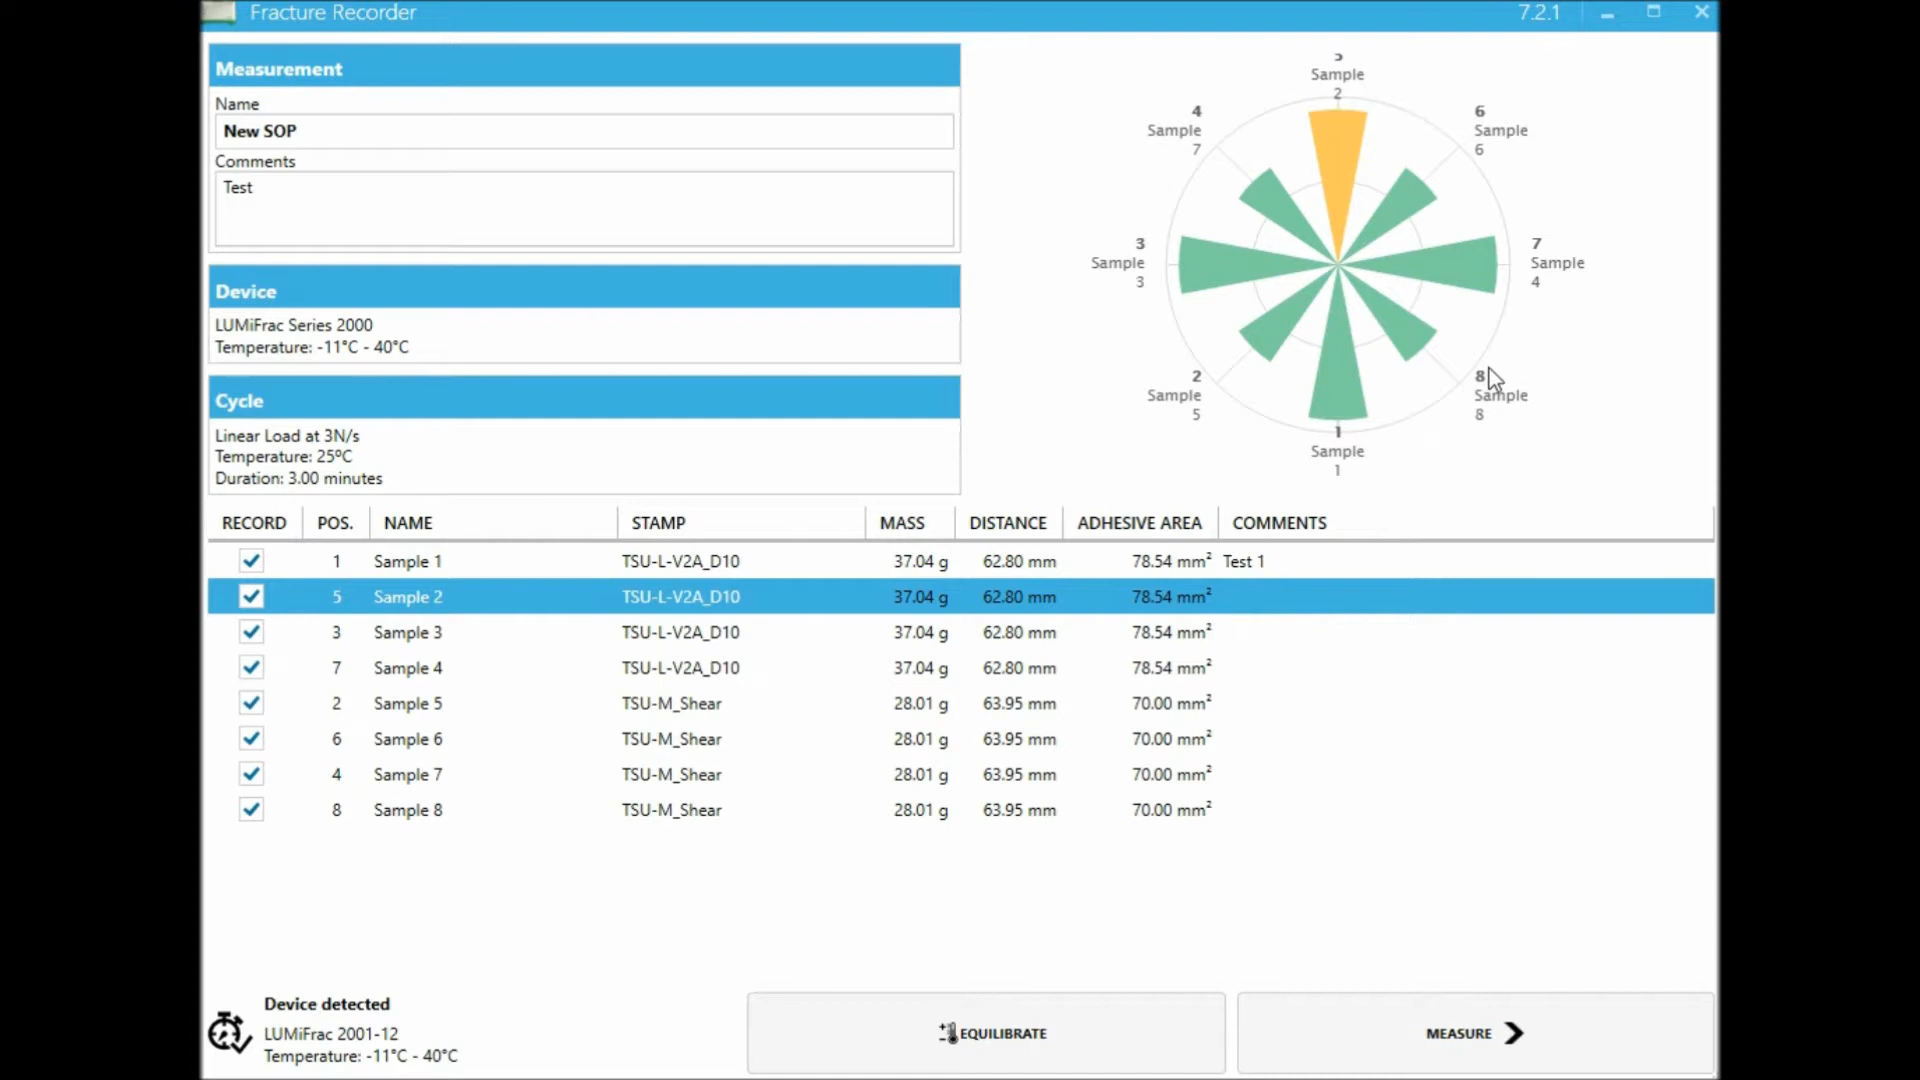 Fracture Recorder 7.2.1
Measurement
Name
New SOP
Comments
Test
Device
LUMiFrac Series 2000
Temperature: -11°C - 40°C
Cycle
Linear Load at 3N/s
Temperature: 25ºC
Duration: 3.00 minutes
5
Sample
2
4
Sample
7
6
Sample
6
3
Sample
3
7
Sample
4
2
Sample
5
8
Sample
8
1
Sample
1
RECORD POS. NAME STAMP MASS DISTANCE ADHESIVE AREA COMMENTS
1 Sample 1 TSU-L-V2A_D10 37.04 g 62.80 mm 78.54 mm² Test 1
5 Sample 2 TSU-L-V2A_D10 37.04 g 62.80 mm 78.54 mm²
3 Sample 3 TSU-L-V2A_D10 37.04 g 62.80 mm 78.54 mm²
7 Sample 4 TSU-L-V2A_D10 37.04 g 62.80 mm 78.54 mm²
2 Sample 5 TSU-M_Shear 28.01 g 63.95 mm 70.00 mm²
6 Sample 6 TSU-M_Shear 28.01 g 63.95 mm 70.00 mm²
4 Sample 7 TSU-M_Shear 28.01 g 63.95 mm 70.00 mm²
8 Sample 8 TSU-M_Shear 28.01 g 63.95 mm 70.00 mm²
Device detected
LUMiFrac 2001-12
Temperature: -11°C - 40°C
EQUILIBRATE
MEASURE